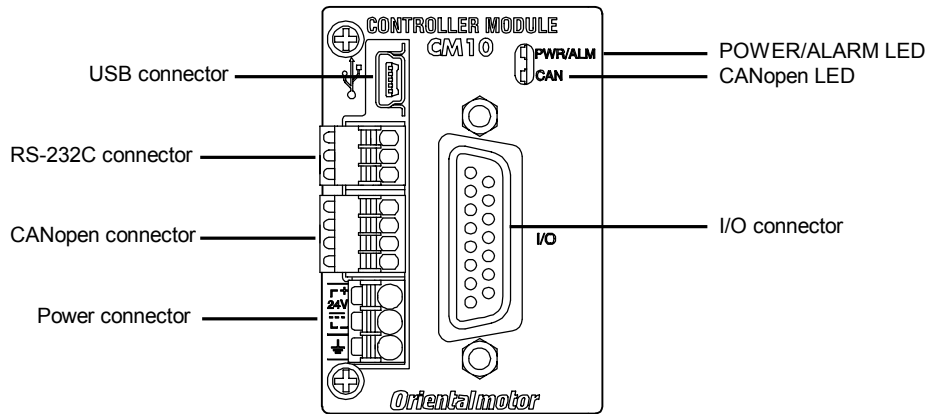 CONTROLLER MODULE
CM10
PWR/ALM
POWER/ALARM LED
CAN
CANopen LED
USB connector
RS-232C connector
CANopen connector
I/O connector
I/O
+
24V
Power connector
Orientalmotor